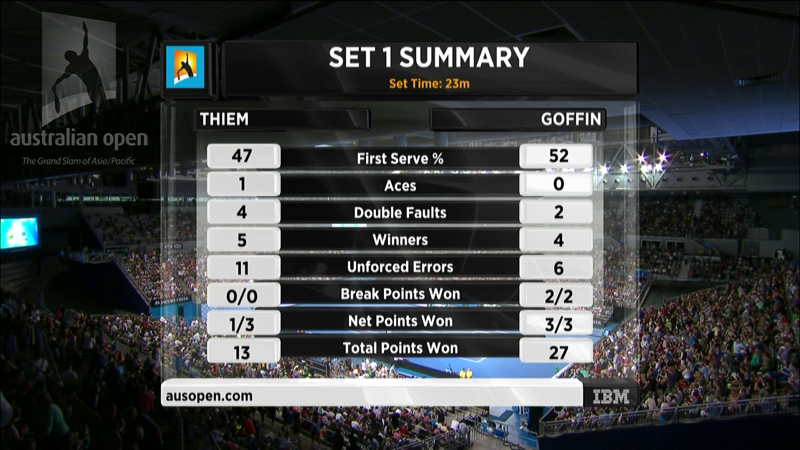 australian open
The Grand Slam of Asia/Pacific
SET 1 SUMMARY
Set Time: 23m
THIEM GOFFIN
47 First Serve % 52
1 Aces 0
4 Double Faults 2
5 Winners 4
11 Unforced Errors 6
0/0 Break Points Won 2/2
1/3 Net Points Won 3/3
13 Total Points Won 27
ausopen.com IBM